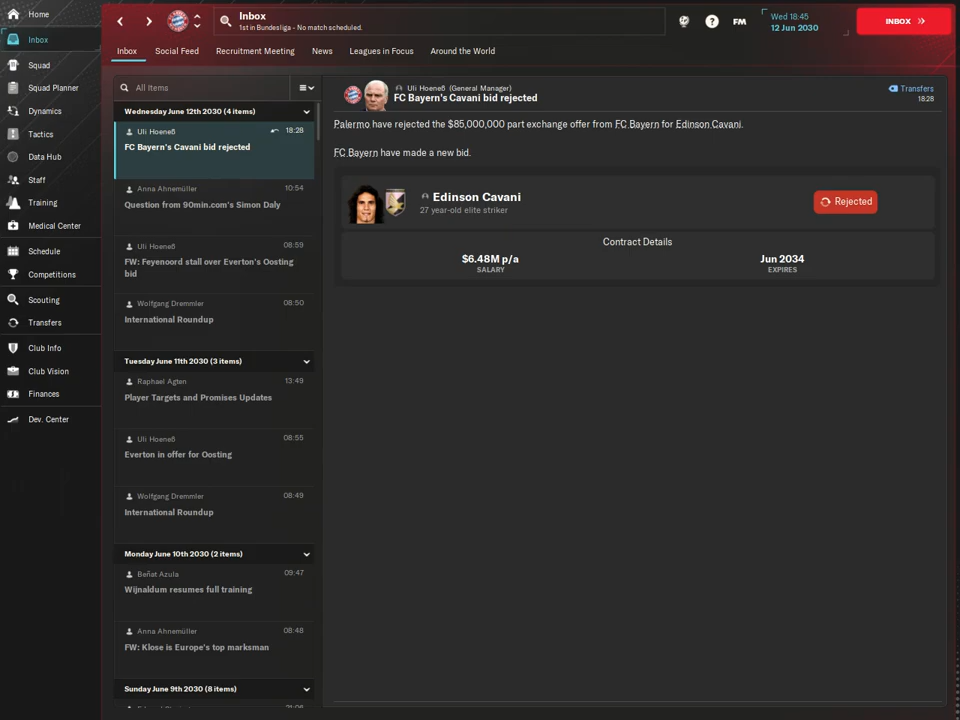 Home
Inbox
Squad
Squad Planner
Dynamics
Tactics
Data Hub
Staff
Training
Medical Center
Schedule
Competitions
Scouting
Transfers
Club Info
Club Vision
Finances
Dev. Center
Inbox
1st in Bundesliga - No match scheduled.
?
FM
Wed 18:45
12 Jun 2030
INBOX
Inbox
Social Feed
Recruitment Meeting
News
Leagues in Focus
Around the World
All Items
Wednesday June 12th 2030 (4 items)
Uli Hoeneß 18:28
FC Bayern's Cavani bid rejected
Anna Ahnemüller 10:54
Question from 90min.com's Simon Daly
Uli Hoeneß 08:59
FW: Feyenoord stall over Everton's Oosting
bid
Wolfgang Dremmler 08:50
International Roundup
Tuesday June 11th 2030 (3 items)
Raphael Agten 13:49
Player Targets and Promises Updates
Uli Hoeneß 08:55
Everton in offer for Oosting
Wolfgang Dremmler 08:49
International Roundup
Monday June 10th 2030 (2 items)
Beñat Azula 09:47
Wijnaldum resumes full training
Anna Ahnemüller 08:48
FW: Klose is Europe's top marksman
Sunday June 9th 2030 (8 items)
Uli Hoeneß (General Manager)
FC Bayern's Cavani bid rejected
Transfers
18:28
Palermo have rejected the $85,000,000 part exchange offer from FC Bayern for Edinson Cavani.
FC Bayern have made a new bid.
Edinson Cavani
27 year-old elite striker
Rejected
Contract Details
$6.48M p/a
SALARY
Jun 2034
EXPIRES